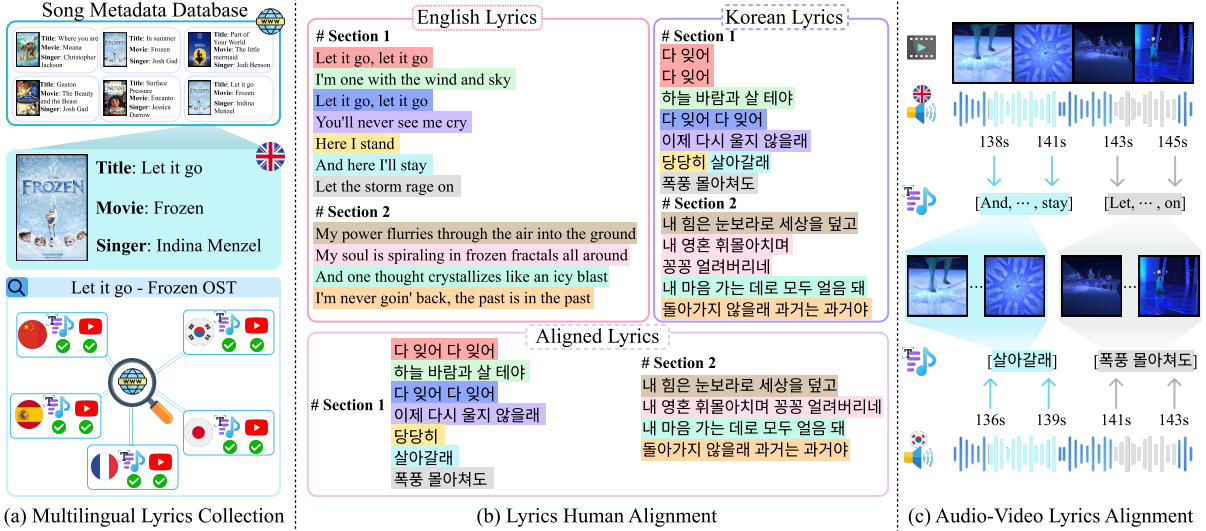 Song Metadata Database
WWW
Title: Where you are
Movie: Moana
Singer: Christopher
Jackson
Title: In summer
Movie: Frozen
Singer: Josh Gad
Title: Part of
Your World
Movie: The little
mermaid
Singer: Jodi Benson
Title: Gaston
Movie: The Beauty
and the Beast
Singer: Josh Gad
Title: Surface
Pressure
Movie: Encanto
Singer: Jessica
Darrow
Title: Let it go
Movie: Frozen
Singer: Indina
Menzel
FROZEN
Title: Let it go
Movie: Frozen
Singer: Indina Menzel
Let it go - Frozen OST
T
T
WWW
T
T
T
(a) Multilingual Lyrics Collection
English Lyrics
# Section 1
Let it go, let it go
I'm one with the wind and sky
Let it go, let it go
You'll never see me cry
Here I stand
And here I'll stay
Let the storm rage on
# Section 2
My power flurries through the air into the ground
My soul is spiraling in frozen fractals all around
And one thought crystallizes like an icy blast
I'm never goin' back, the past is in the past
Korean Lyrics
# Section 1
다 잊어
다 잊어
하늘 바람과 살 테야
다 잊어 다 잊어
이제 다시 울지 않을래
당당히 살아갈래
폭풍 몰아쳐도
# Section 2
내 힘은 눈보라로 세상을 덮고
내 영혼 휘몰아치며
꽁꽁 얼려버리네
내 마음 가는 데로 모두 얼음 돼
돌아가지 않을래 과거는 과거야
Aligned Lyrics
# Section 1
다 잊어 다 잊어
하늘 바람과 살 테야
다 잊어 다 잊어
이제 다시 울지 않을래
당당히
살아갈래
폭풍 몰아쳐도
# Section 2
내 힘은 눈보라로 세상을 덮고
내 영혼 휘몰아치며 꽁꽁 얼려버리네
내 마음 가는 데로 모두 얼음 돼
돌아가지 않을래 과거는 과거야
(b) Lyrics Human Alignment
138s 141s 143s 145s
T
[And, ⋯ , stay] [Let, ⋯ , on]
... ...
T
[살아갈래] [폭풍 몰아쳐도]
136s 139s 141s 143s
(c) Audio-Video Lyrics Alignment